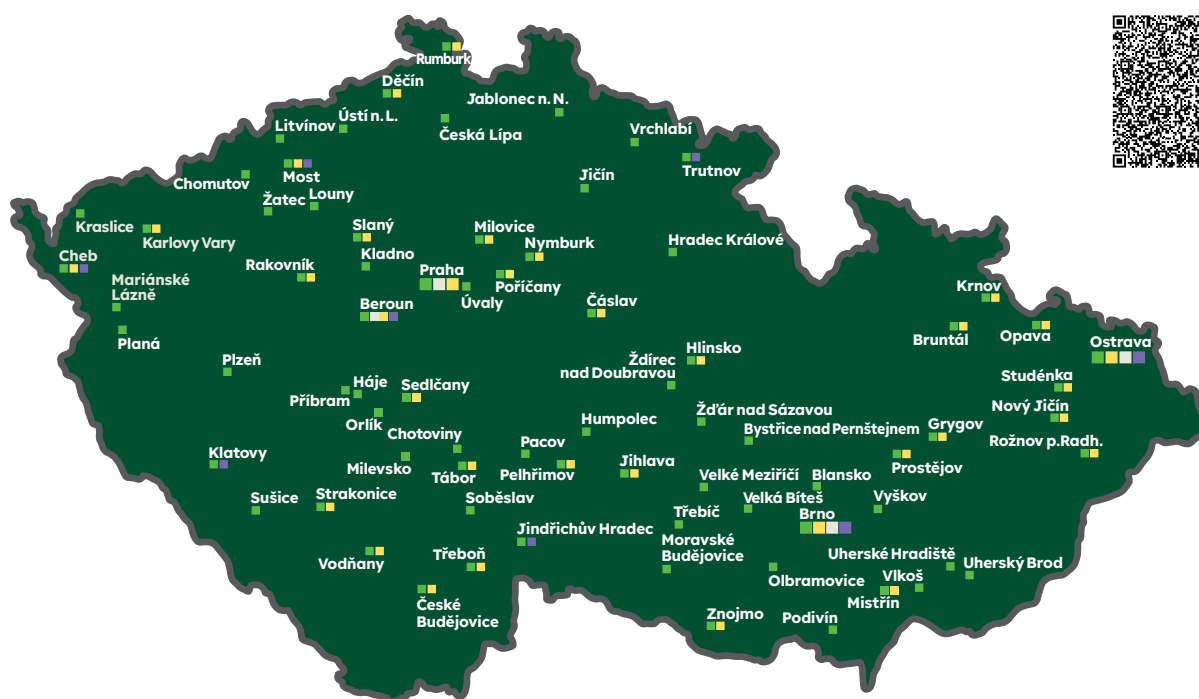 Rumburk
Děčín
Jablonec n. N.
Ústí n. L.
Česká Lípa
Litvínov
Vrchlabí
Most
Trutnov
Chomutov
Jičín
Žatec
Louny
Kraslice
Slaný
Milovice
Karlovy Vary
Nymburk
Hradec Králové
Cheb
Kladno
Rakovník
Praha
Poříčany
Mariánské
Lázně
Úvaly
Krnov
Beroun
Čáslav
Planá
Bruntál
Opava
Ostrava
Hlinsko
Plzeň
Ždírec
nad Doubravou
Studénka
Háje
Sedlčany
Příbram
Nový Jičín
Orlík
Humpolec
Žďár nad Sázavou
Grygov
Bystřice nad Pernštejnem
Chotoviny
Rožnov p.Radh.
Klatovy
Pacov
Milevsko
Jihlava
Prostějov
Tábor
Pelhřimov
Velké Meziříčí
Blansko
Sušice
Strakonice
Soběslav
Velká Bíteš
Vyškov
Třebíč
Brno
Jindřichův Hradec
Moravské
Budějovice
Vodňany
Třeboň
Uherské Hradiště
Uherský Brod
Olbramovice
Vlkoš
České
Budějovice
Mistřín
Znojmo
Podivín